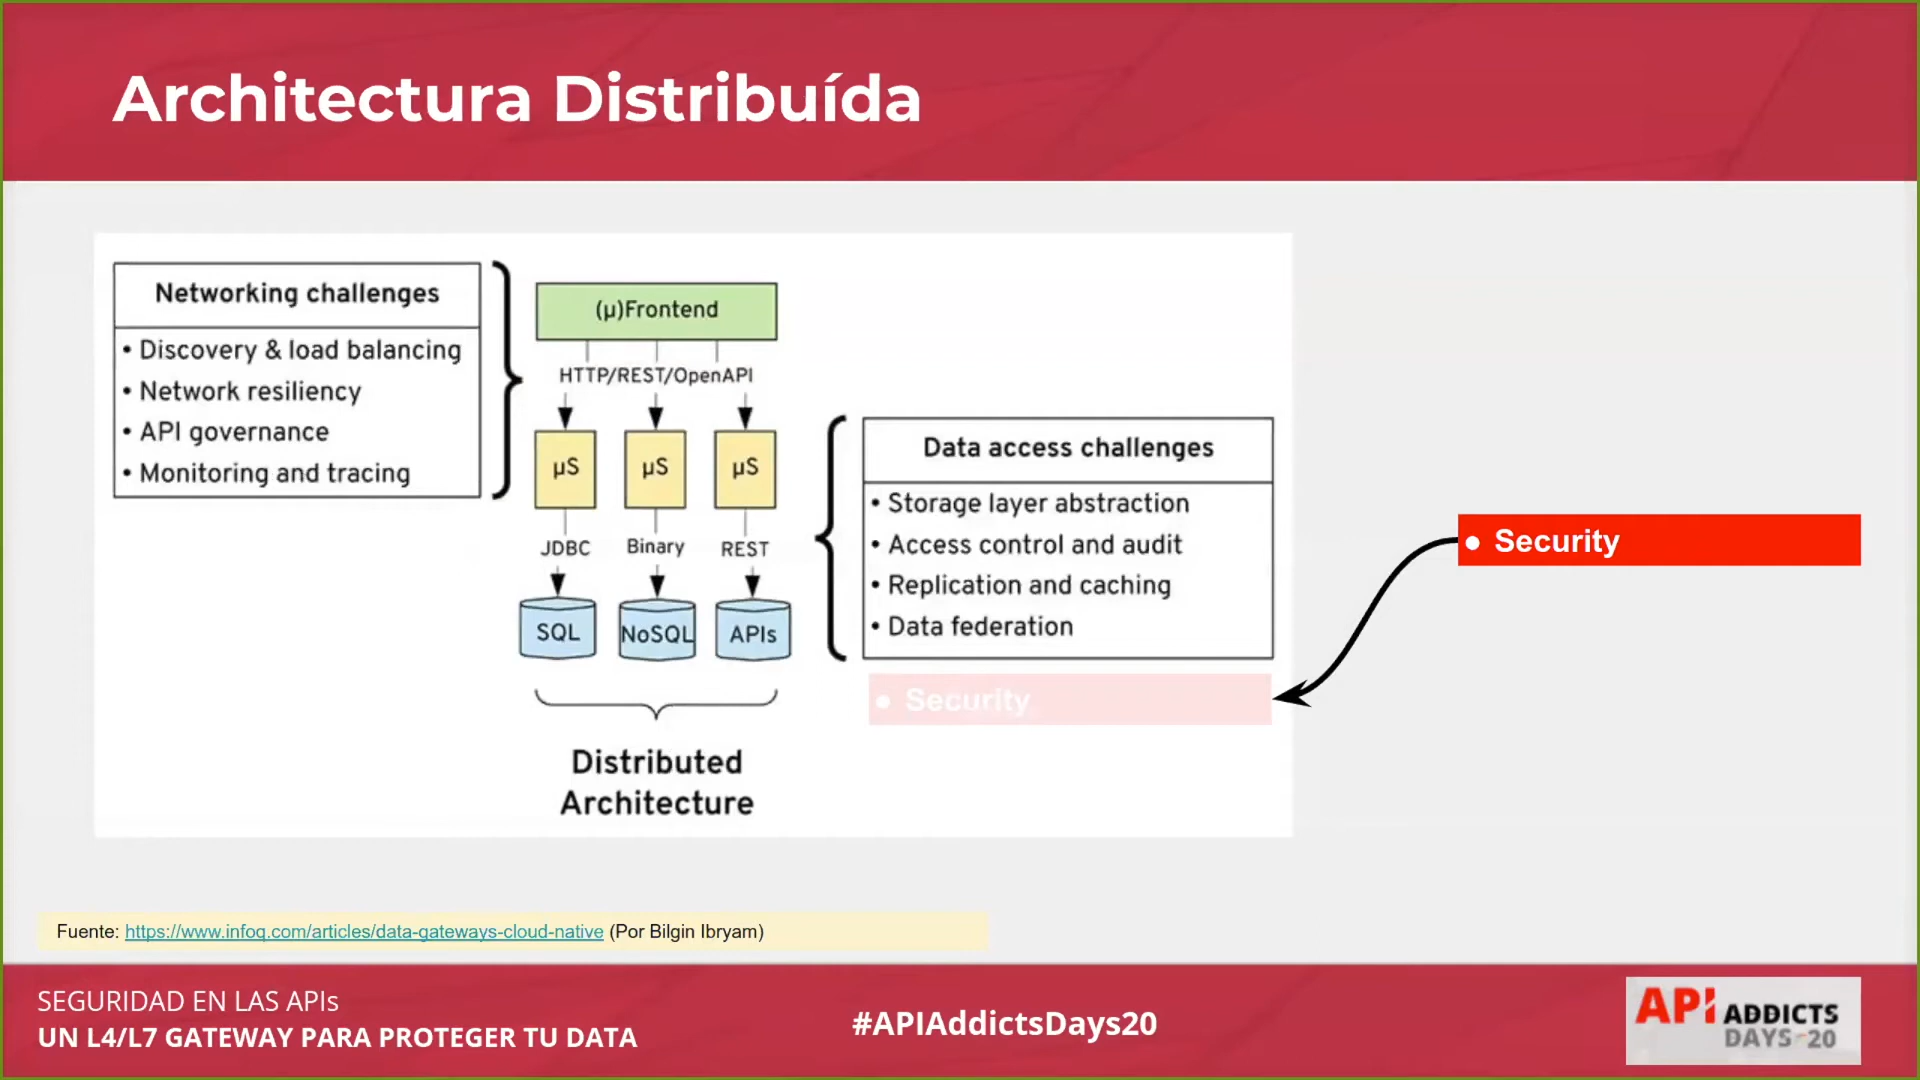 Architectura Distribuída
Networking challenges
• Discovery & load balancing
• Network resiliency
• API governance
• Monitoring and tracing
(μ)Frontend
HTTP/REST/OpenAPI
μS μS μS
JDBC Binary REST
SQL NoSQL APIs
Distributed
Architecture
Data access challenges
• Storage layer abstraction
• Access control and audit
• Replication and caching
• Data federation
● Security
● Security
Fuente: https://www.infoq.com/articles/data-gateways-cloud-native (Por Bilgin Ibryam)
SEGURIDAD EN LAS APIs
UN L4/L7 GATEWAY PARA PROTEGER TU DATA
#APIAddictsDays20
API ADDICTS
DAYS-20